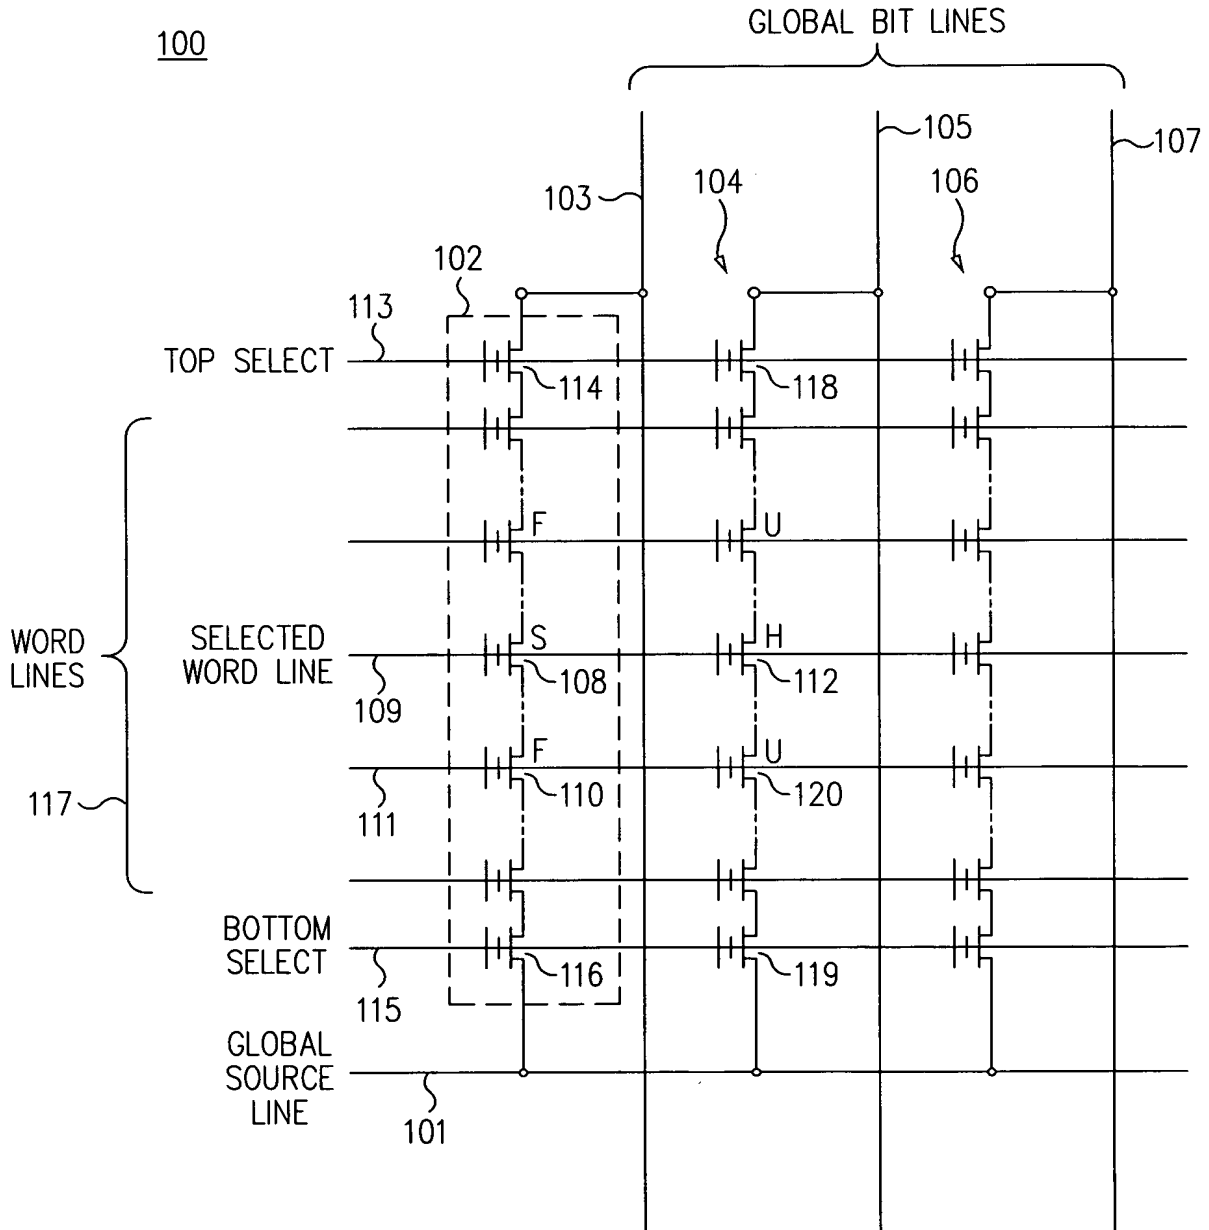 100
GLOBAL BIT LINES
105
107
103
104
106
102
113
TOP SELECT
114
118
F
U
WORD
LINES
SELECTED
WORD LINE
S
H
109
108
112
F
U
117
111
110
120
BOTTOM
SELECT
115
116
119
GLOBAL
SOURCE
LINE
101